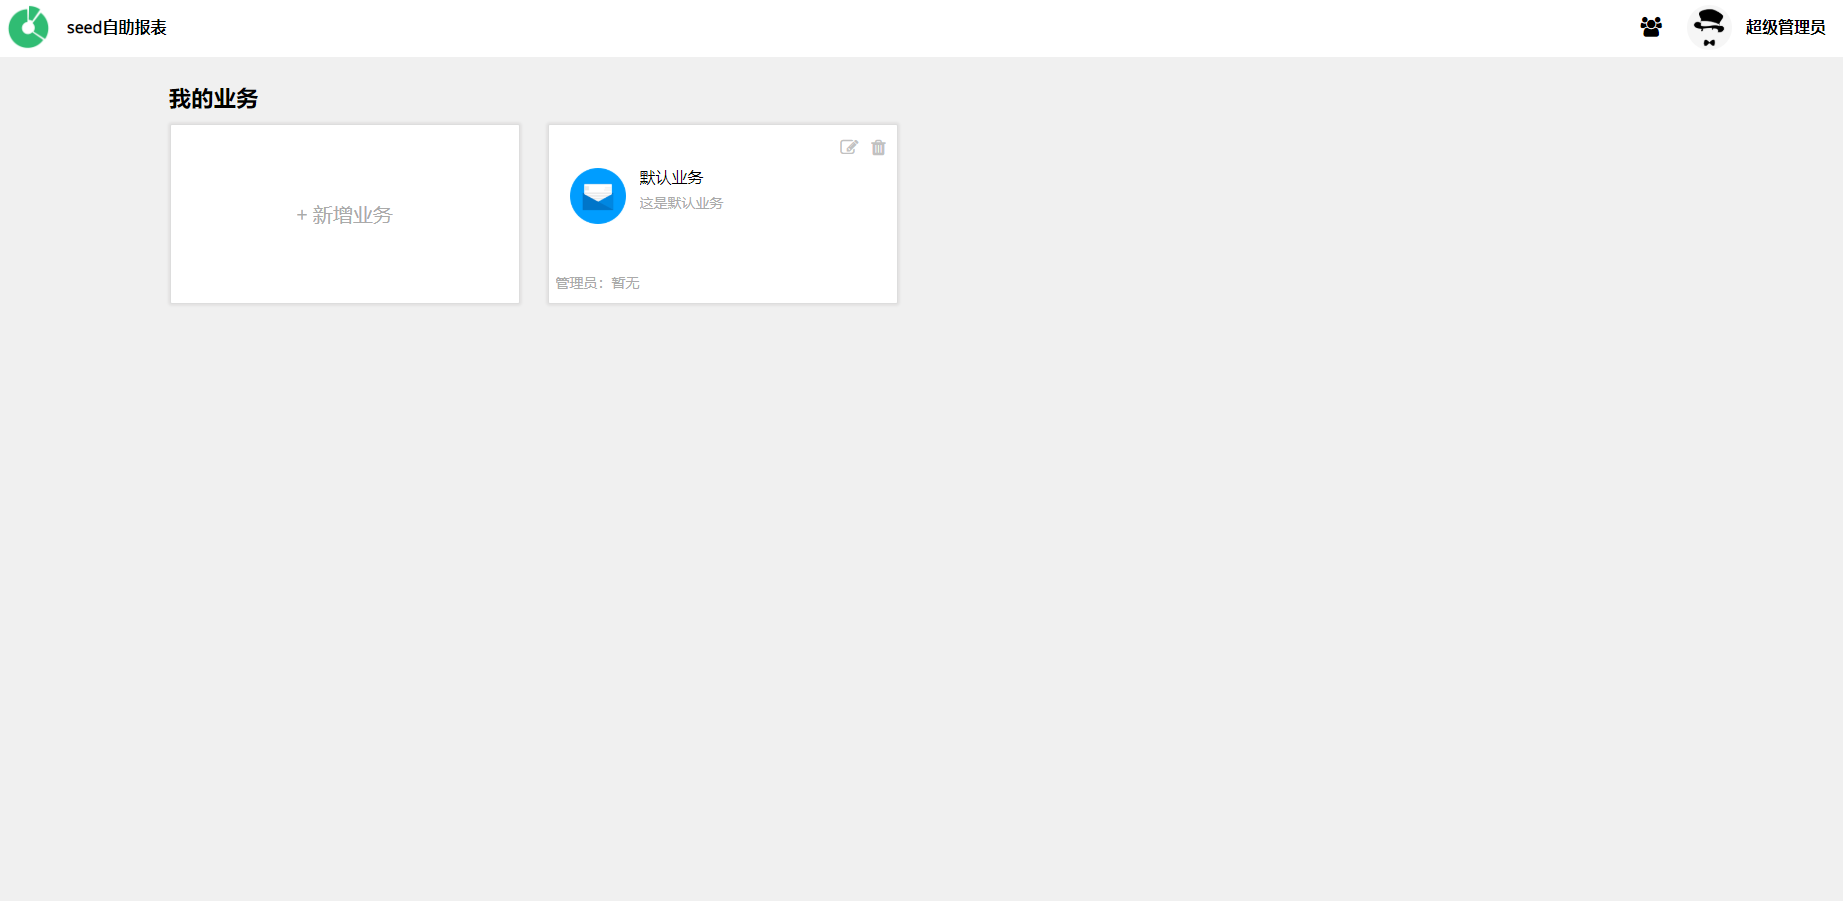 seed自助报表
超级管理员
我的业务
+ 新增业务
默认业务
这是默认业务
管理员：暂无